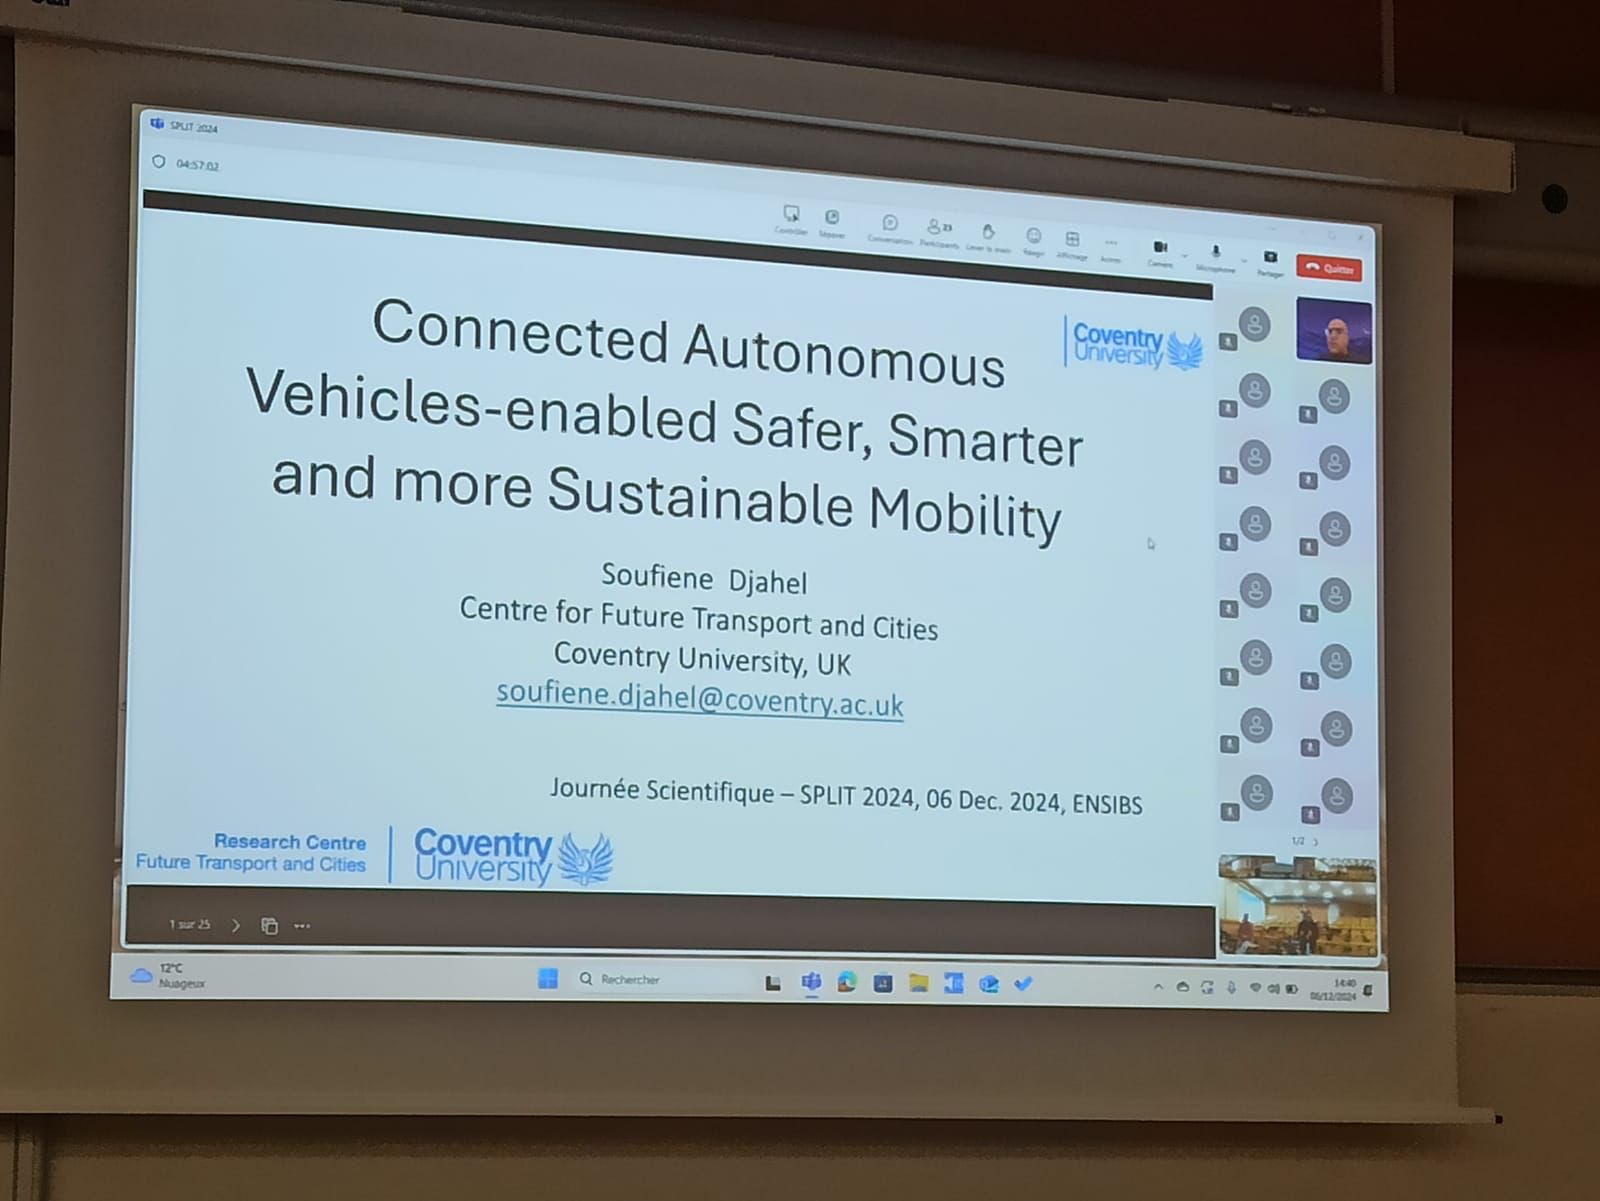 SPLIT 2024
04:57:02
Contrôler
Séparer
Conversation
23
Participants
Lever la main
Réagir
Affichage
Autres
Caméra
Microphone
Partager
Quitter
Connected Autonomous
Vehicles-enabled Safer, Smarter
and more Sustainable Mobility
Coventry
University
Soufiene Djahel
Centre for Future Transport and Cities
Coventry University, UK
soufiene.djahel@coventry.ac.uk
Journée Scientifique – SPLIT 2024, 06 Dec. 2024, ENSIBS
Research Centre
Future Transport and Cities
Coventry
University
1/2
1 sur 25
12°C
Nuageux
Rechercher
14:40
06/12/2024